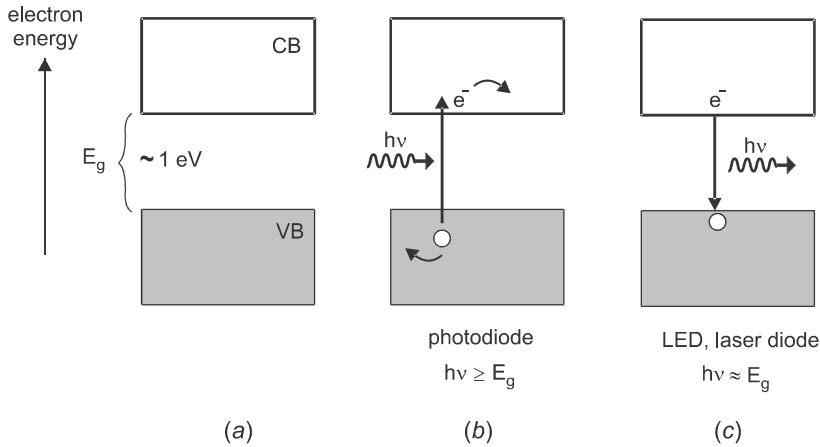 electron
energy
CB
e⁻
e⁻
hν
hν
E_g
~ 1 eV
VB
photodiode
LED, laser diode
hν ≥ E_g
hν ≈ E_g
(a)
(b)
(c)